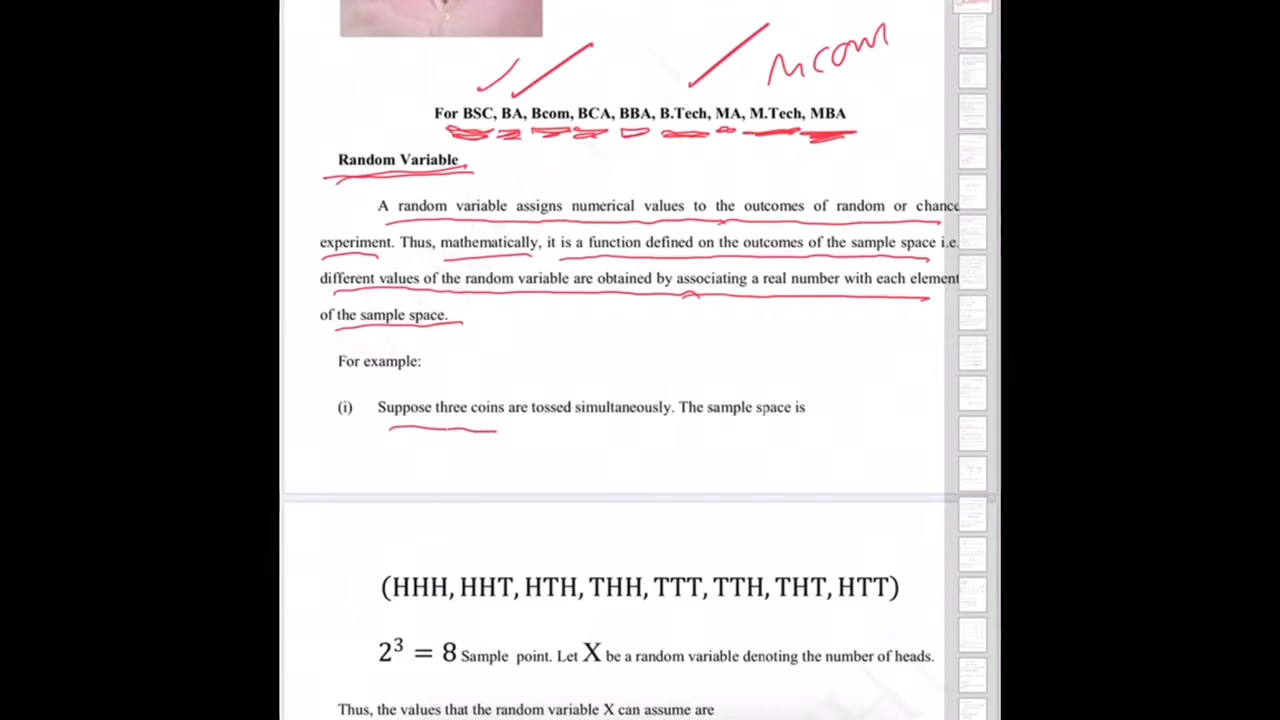 Mcom
For BSC, BA, Bcom, BCA, BBA, B.Tech, MA, M.Tech, MBA
Random Variable
A random variable assigns numerical values to the outcomes of random or chance
experiment. Thus, mathematically, it is a function defined on the outcomes of the sample space i.e.
different values of the random variable are obtained by associating a real number with each element
of the sample space.
For example:
(i) Suppose three coins are tossed simultaneously. The sample space is
(HHH, HHT, HTH, THH, TTT, TTH, THT, HTT)
2³ = 8 Sample point. Let X be a random variable denoting the number of heads.
Thus, the values that the random variable X can assume are